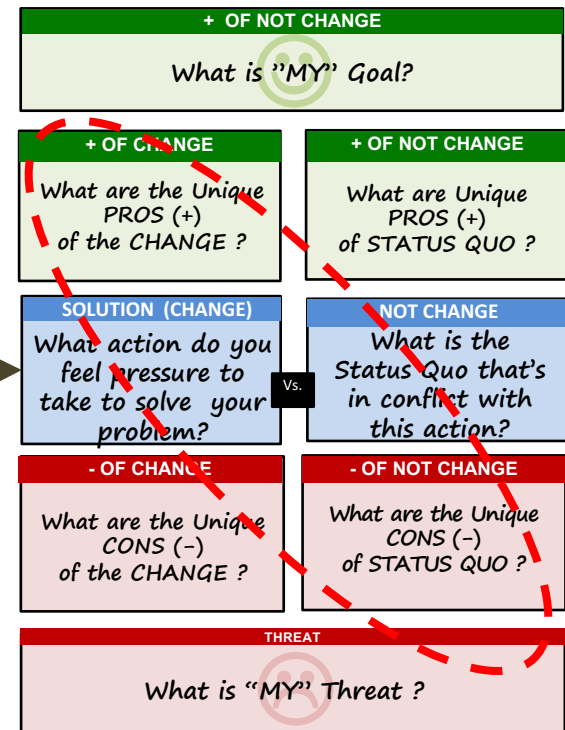 + OF NOT CHANGE
What is ”MY” Goal?
+ OF CHANGE
What are the Unique
PROS (+)
of the CHANGE ?
+ OF NOT CHANGE
What are Unique
PROS (+)
of STATUS QUO ?
SOLUTION (CHANGE)
What action do you
feel pressure to
take to solve your
problem?
Vs.
NOT CHANGE
What is the
Status Quo that’s
in conflict with
this action?
- OF CHANGE
What are the Unique
CONS (-)
of the CHANGE ?
- OF NOT CHANGE
What are the Unique
CONS (-)
of STATUS QUO ?
THREAT
What is “MY” Threat ?